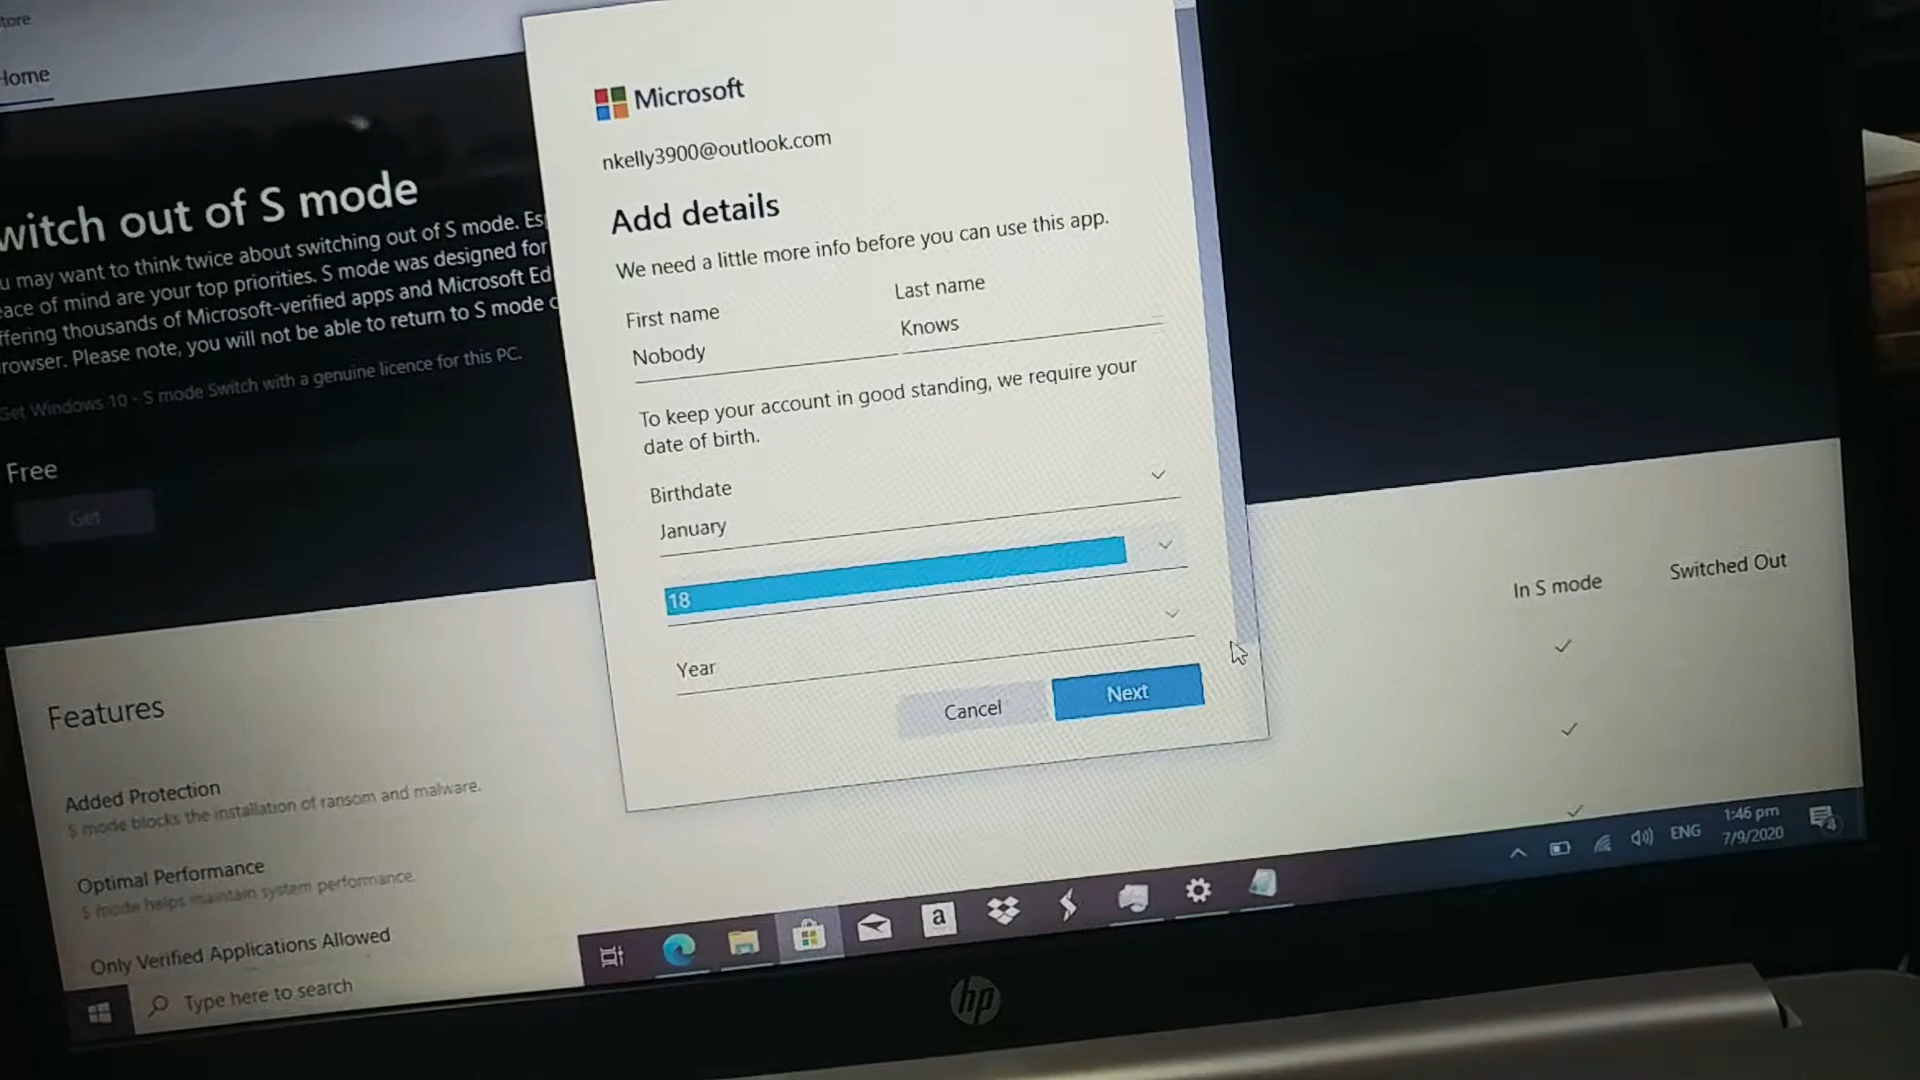 Home
witch out of S mode
u may want to think twice about switching out of S mode. Es
ace of mind are your top priorities. S mode was designed for
ffering thousands of Microsoft-verified apps and Microsoft Ed
rowser. Please note, you will not be able to return to S mode
Get Windows 10 - S mode Switch with a genuine licence for this PC.
Free
Get
Microsoft
nkelly3900@outlook.com
Add details
We need a little more info before you can use this app.
First name
Last name
Nobody
Knows
To keep your account in good standing, we require your
date of birth.
Birthdate
January
18
Year
Cancel
Next
In S mode
Switched Out
Features
Added Protection
S mode blocks the installation of ransom and malware.
Optimal Performance
S mode helps maintain system performance.
Only Verified Applications Allowed
Type here to search
a
ENG
1:46 pm
7/9/2020
4
hp